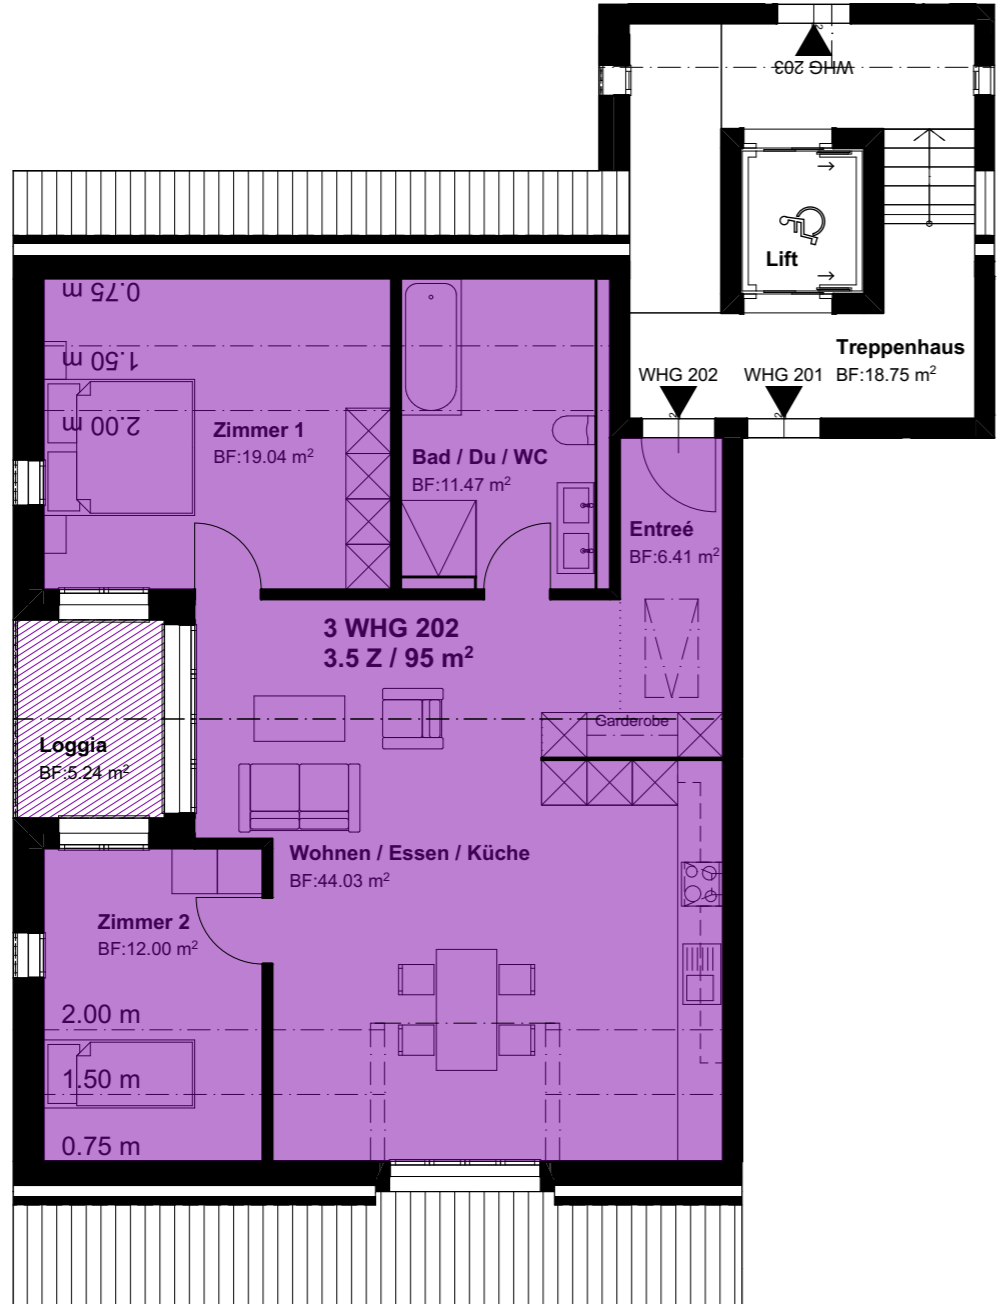 WHG 203
Lift
Treppenhaus
BF:18.75 m²
WHG 202
WHG 201
0.75 m
1.50 m
2.00 m
Zimmer 1
BF:19.04 m²
Bad / Du / WC
BF:11.47 m²
Entreé
BF:6.41 m²
3 WHG 202
3.5 Z / 95 m²
Garderobe
Loggia
BF:5.24 m²
Wohnen / Essen / Küche
BF:44.03 m²
Zimmer 2
BF:12.00 m²
2.00 m
1.50 m
0.75 m